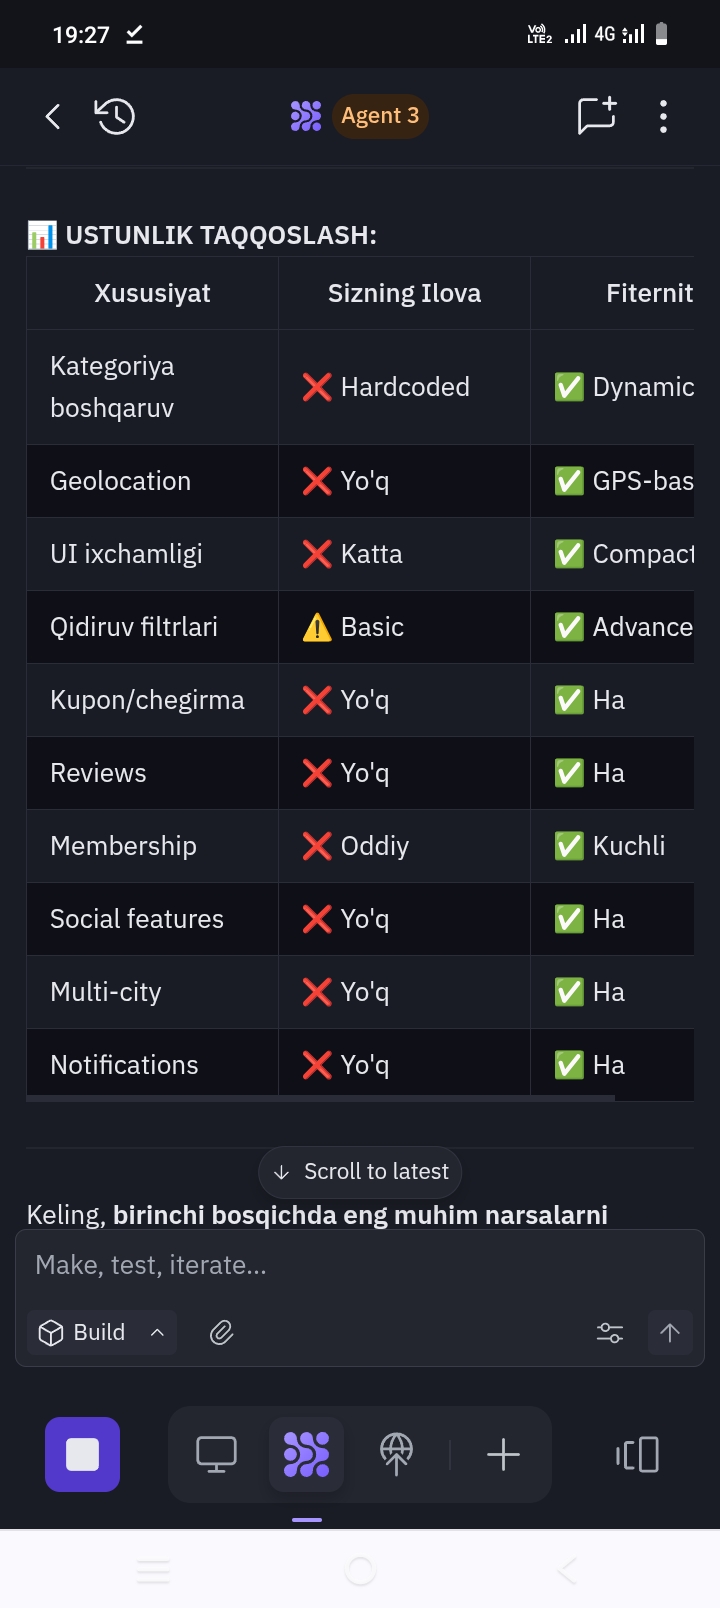 19:27
Vo)) LTE2 4G
Agent 3
📊 USTUNLIK TAQQOSLASH:
Xususiyat Sizning Ilova Fiternit
Kategoriya boshqaruv ❌ Hardcoded ✅ Dynamic
Geolocation ❌ Yo'q ✅ GPS-bas
UI ixchamligi ❌ Katta ✅ Compact
Qidiruv filtrlari ⚠️ Basic ✅ Advance
Kupon/chegirma ❌ Yo'q ✅ Ha
Reviews ❌ Yo'q ✅ Ha
Membership ❌ Oddiy ✅ Kuchli
Social features ❌ Yo'q ✅ Ha
Multi-city ❌ Yo'q ✅ Ha
Notifications ❌ Yo'q ✅ Ha
↓ Scroll to latest
Keling, birinchi bosqichda eng muhim narsalarni
Make, test, iterate...
Build